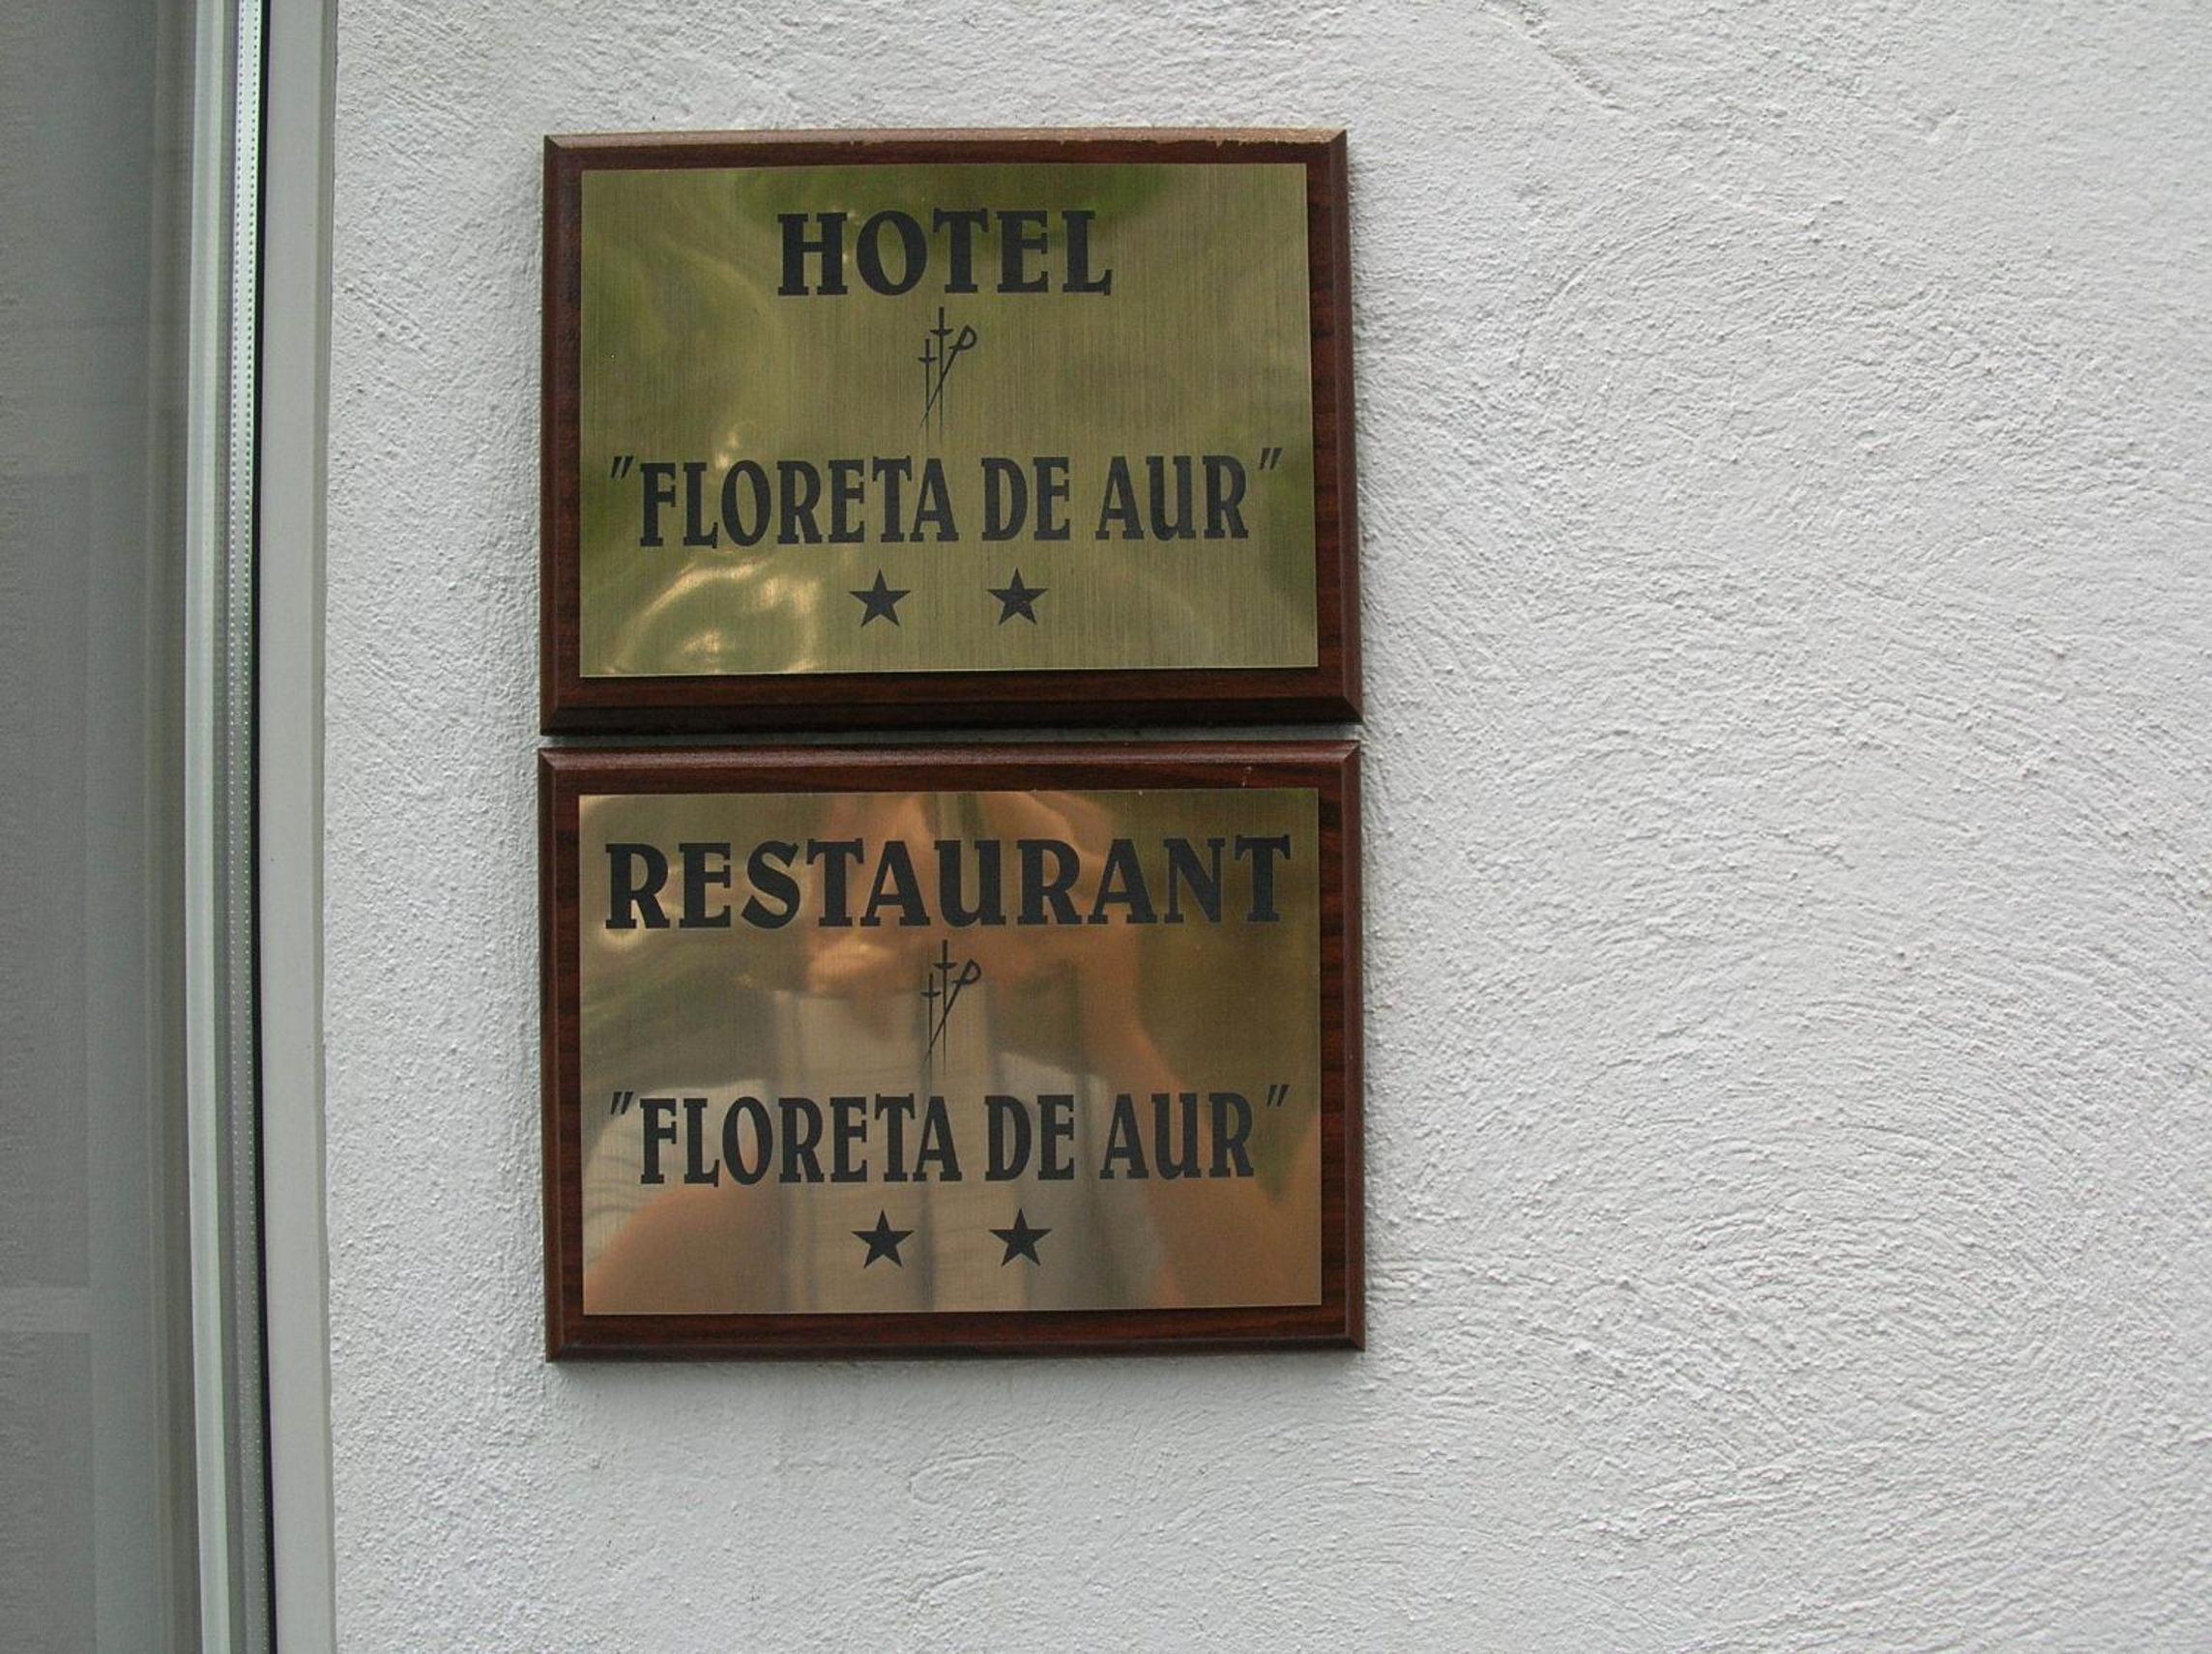 HOTEL
"FLORETA DE AUR"
★ ★
RESTAURANT
"FLORETA DE AUR"
★ ★